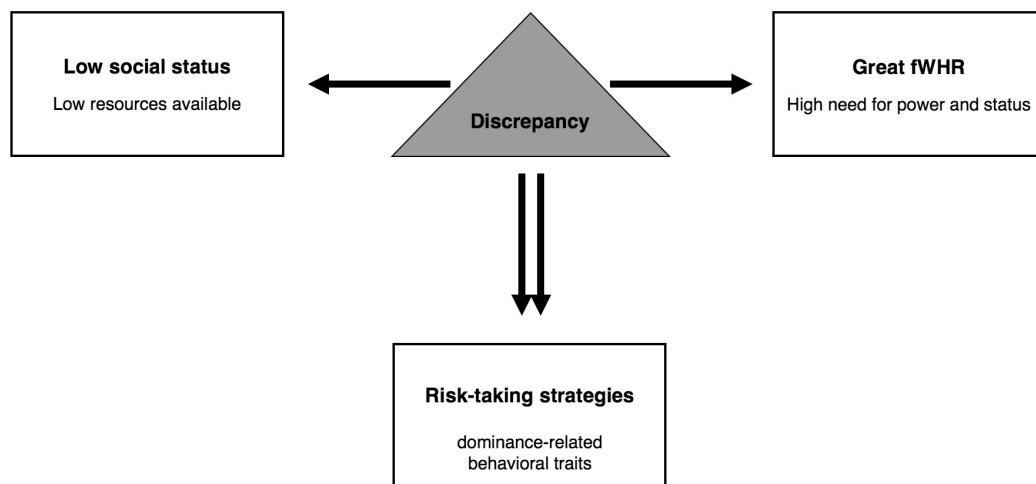 Low social status
Low resources available
Discrepancy
Great fWHR
High need for power and status
Risk-taking strategies
dominance-related
behavioral traits